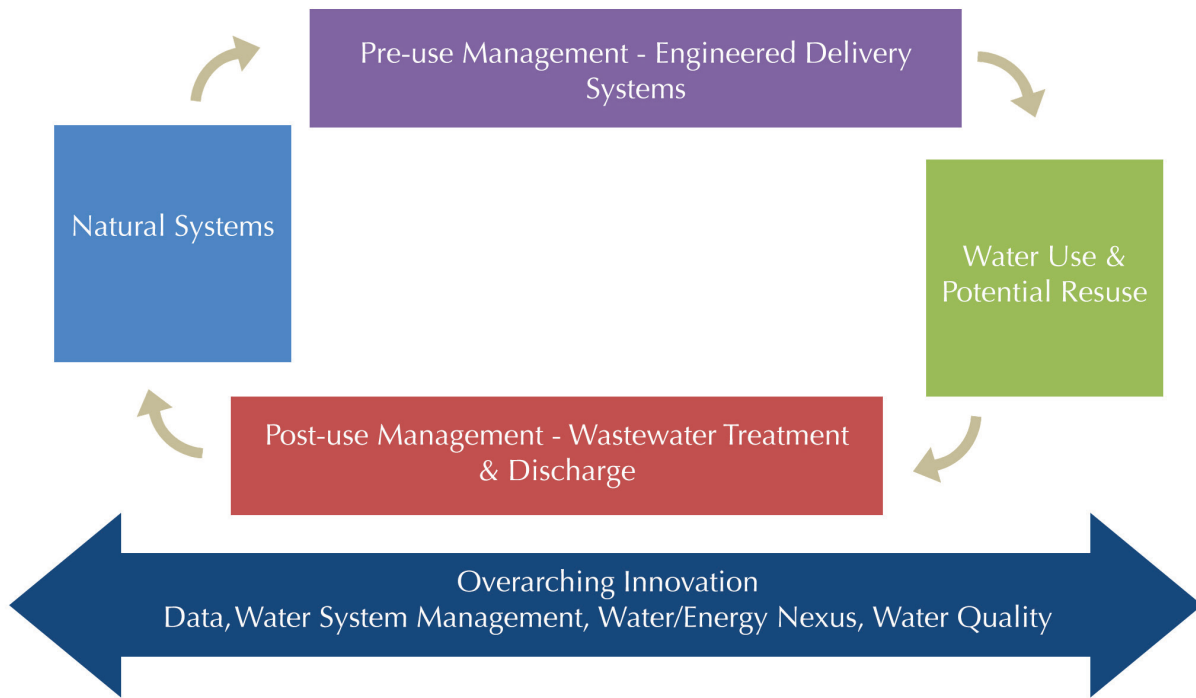 Pre-use Management - Engineered Delivery
Systems
Natural Systems
Water Use &
Potential Resuse
Post-use Management - Wastewater Treatment
& Discharge
Overarching Innovation
Data, Water System Management, Water/Energy Nexus, Water Quality